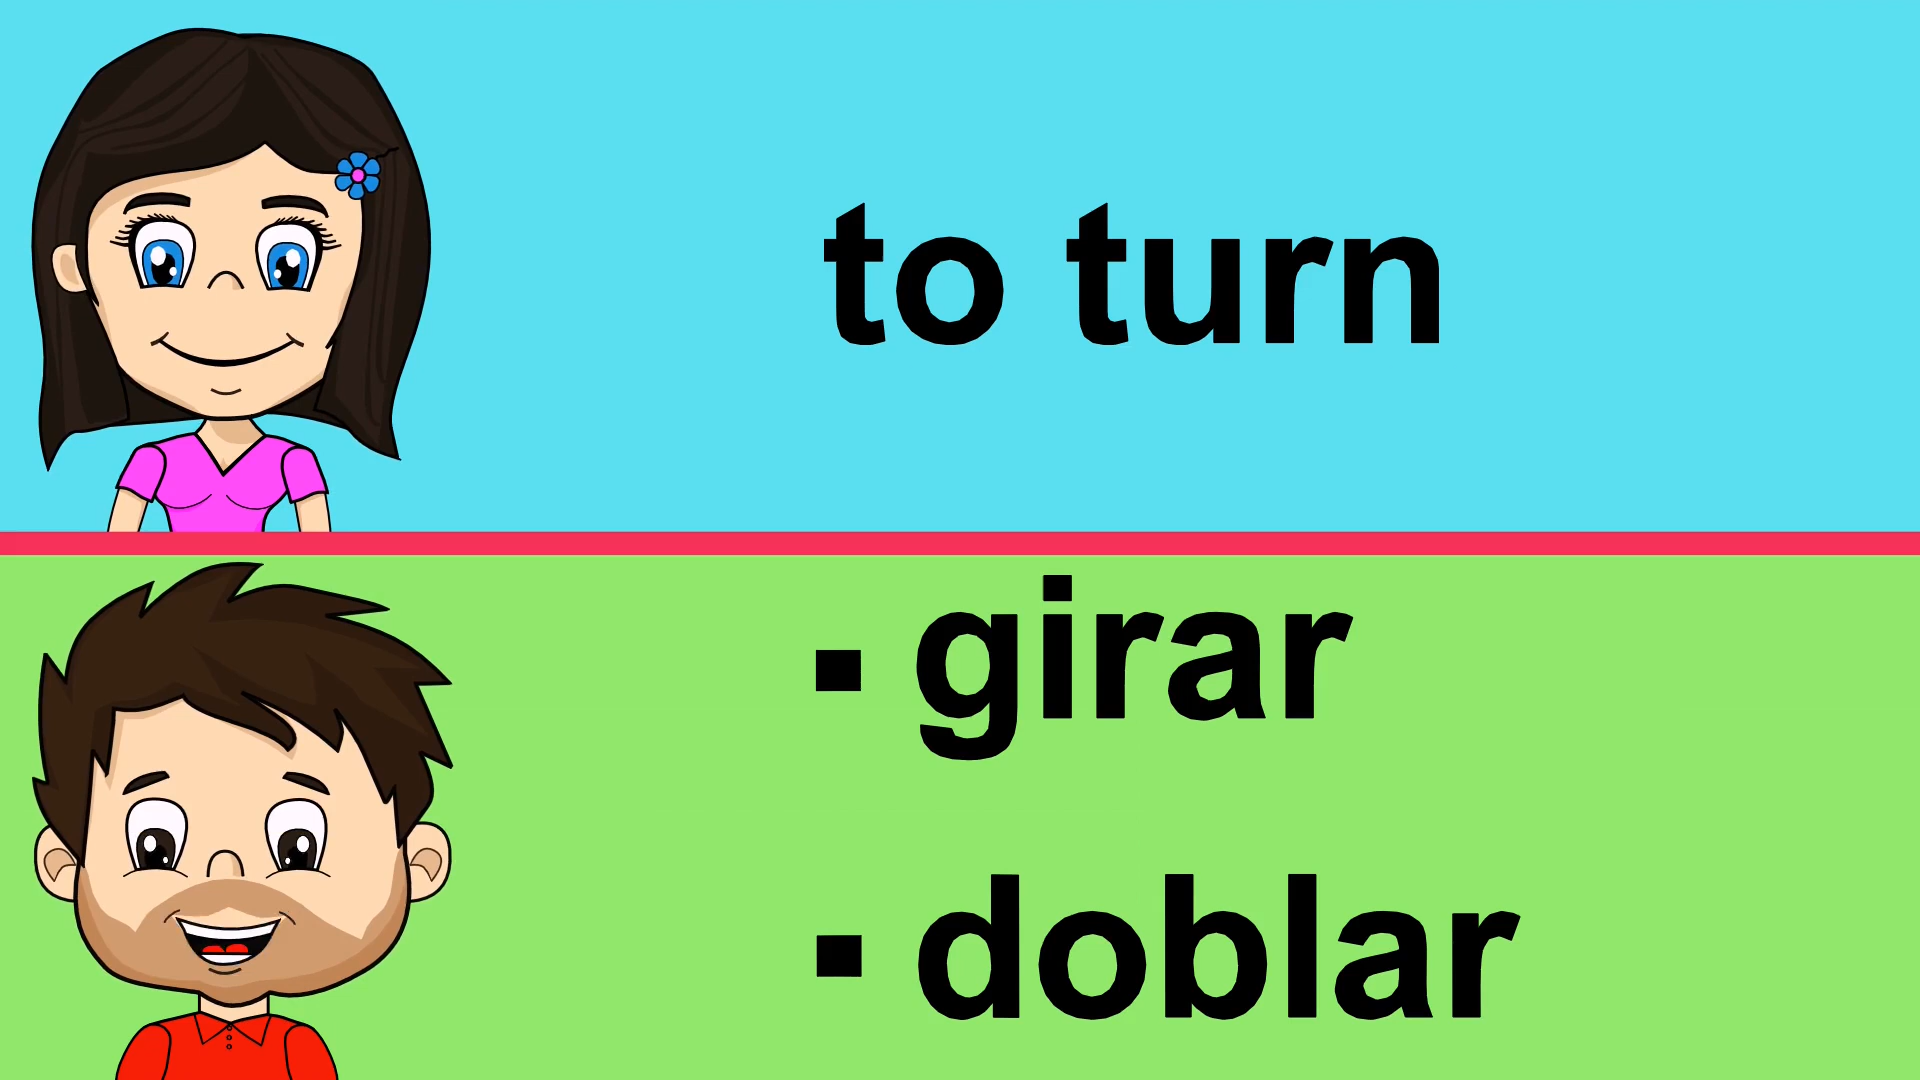 to turn
▪ girar
▪ doblar